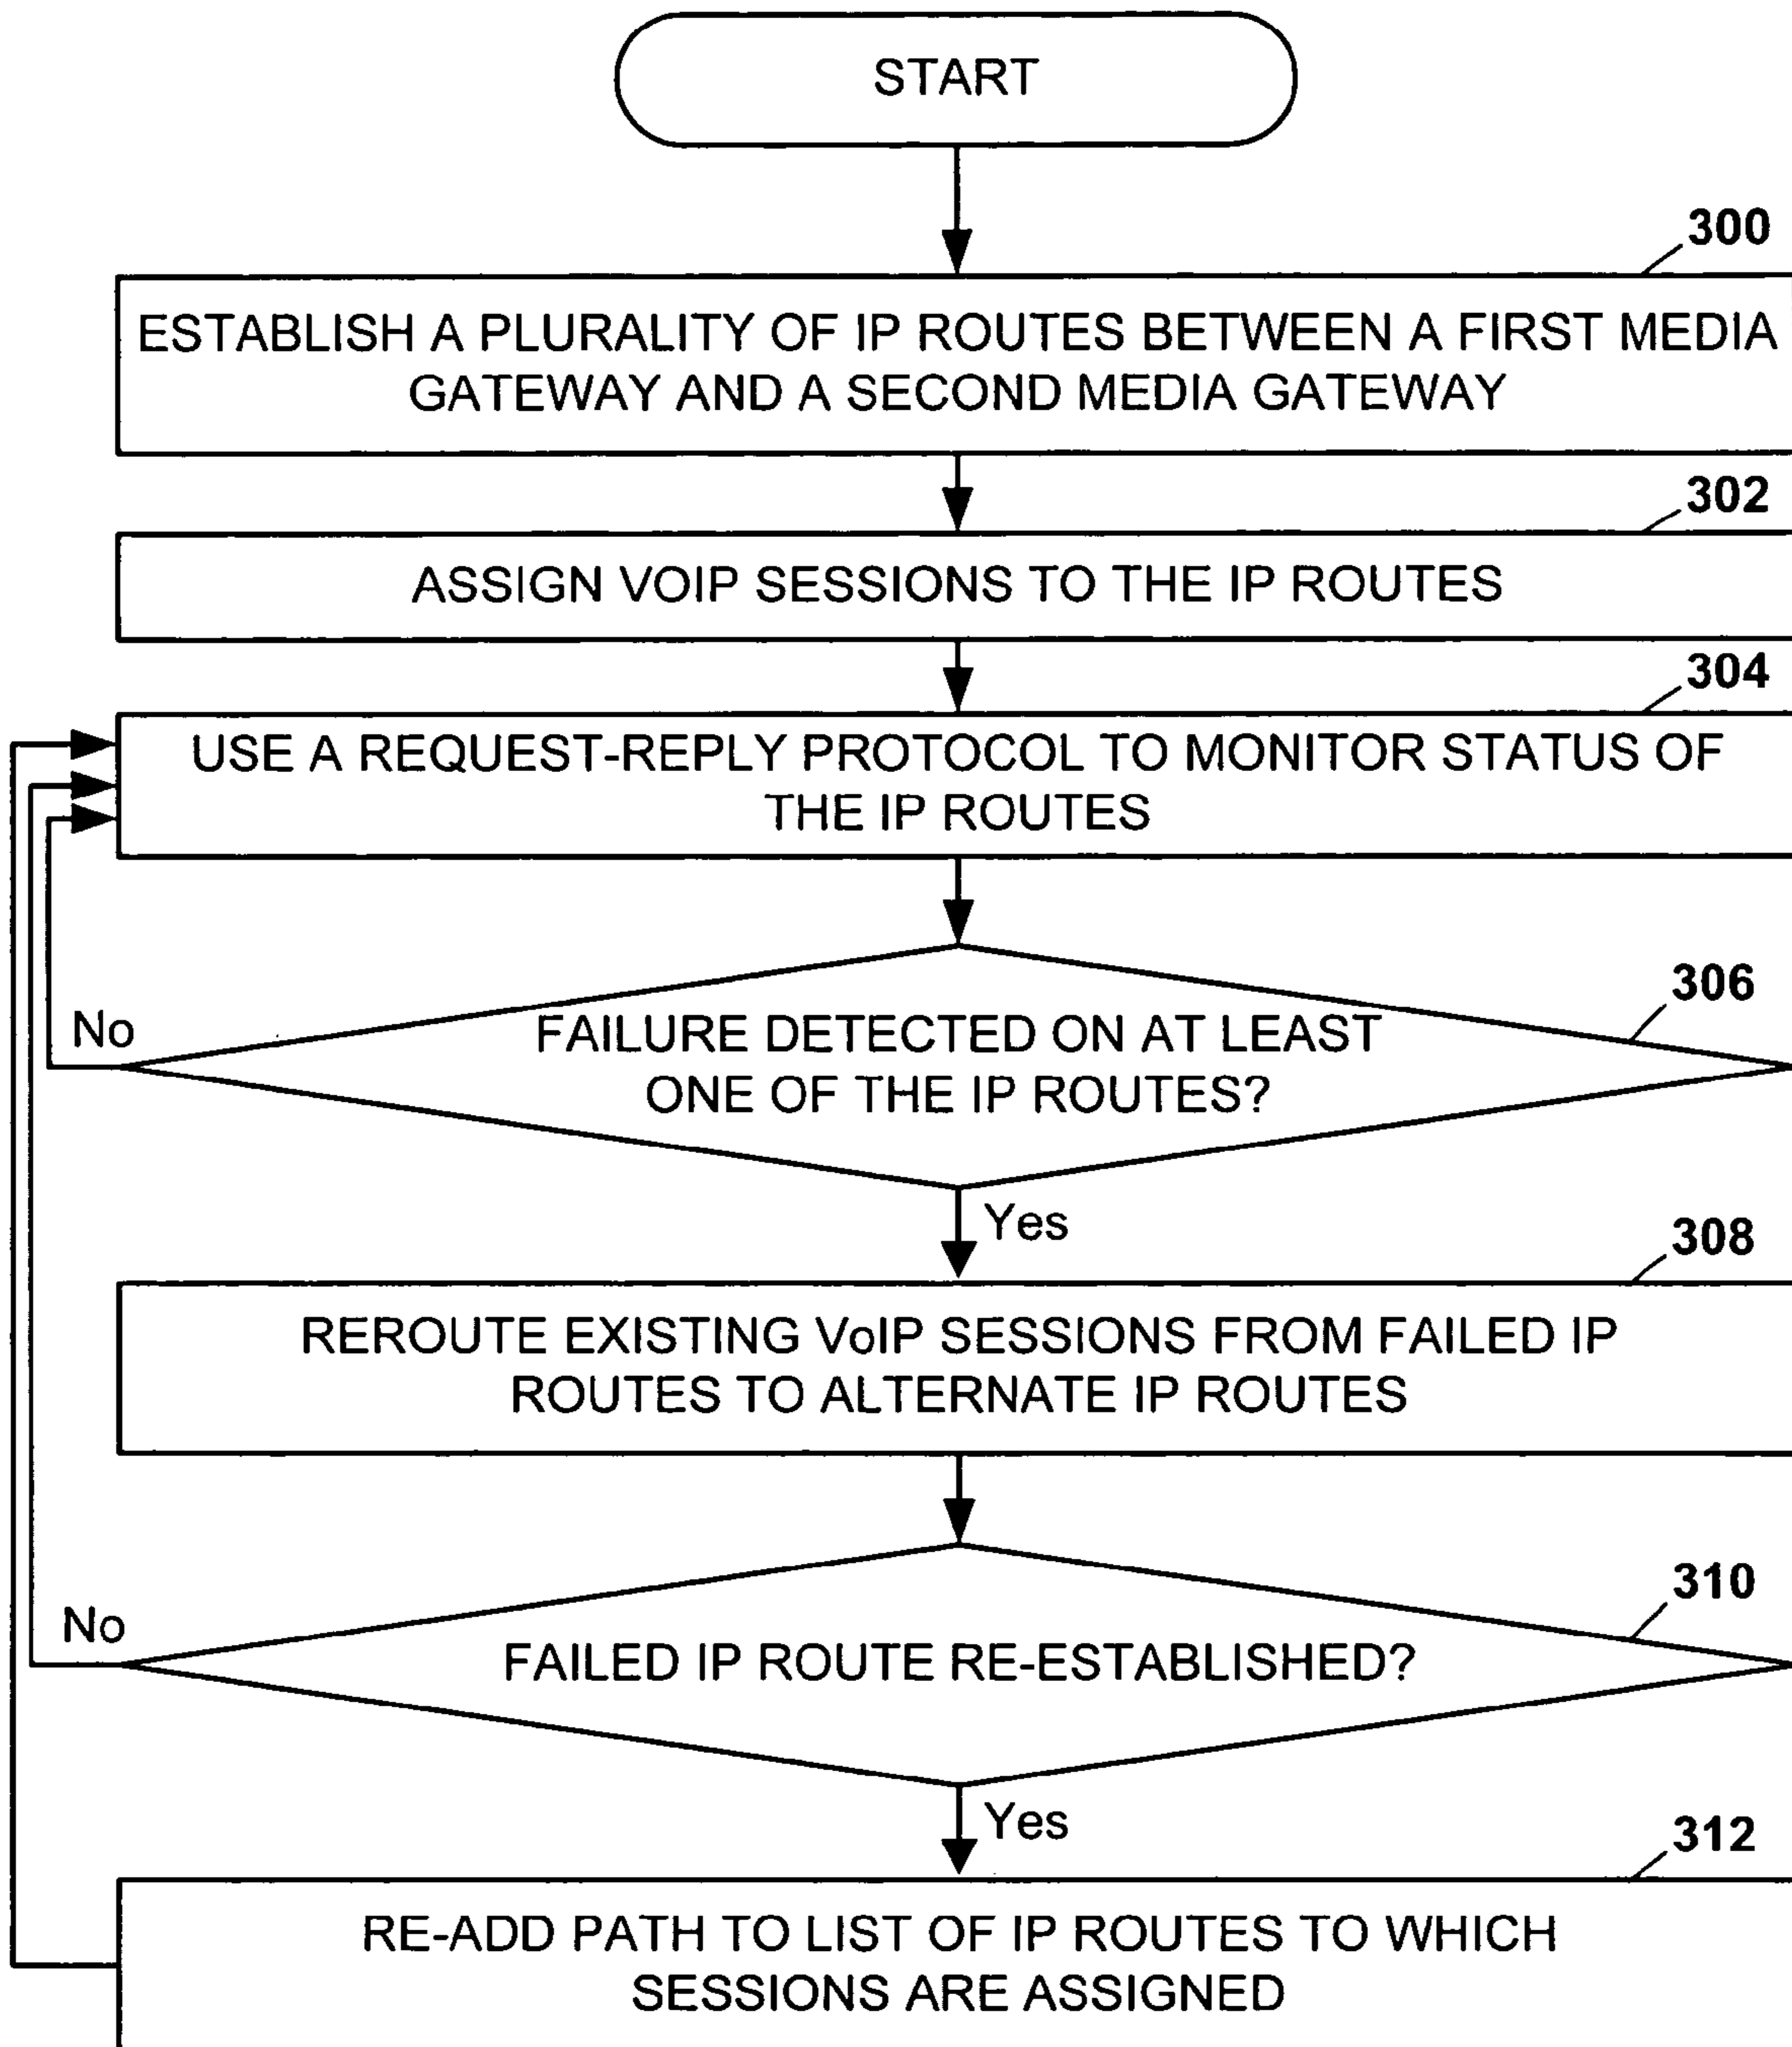 START
300
ESTABLISH A PLURALITY OF IP ROUTES BETWEEN A FIRST MEDIA
GATEWAY AND A SECOND MEDIA GATEWAY
302
ASSIGN VOIP SESSIONS TO THE IP ROUTES
304
USE A REQUEST-REPLY PROTOCOL TO MONITOR STATUS OF
THE IP ROUTES
306
No
FAILURE DETECTED ON AT LEAST
ONE OF THE IP ROUTES?
Yes
308
REROUTE EXISTING VoIP SESSIONS FROM FAILED IP
ROUTES TO ALTERNATE IP ROUTES
310
No
FAILED IP ROUTE RE-ESTABLISHED?
Yes
312
RE-ADD PATH TO LIST OF IP ROUTES TO WHICH
SESSIONS ARE ASSIGNED